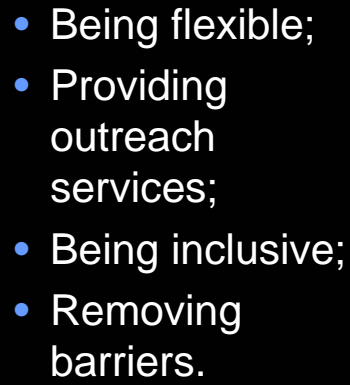 • Being flexible;
• Providing
outreach
services;
• Being inclusive;
• Removing
barriers.